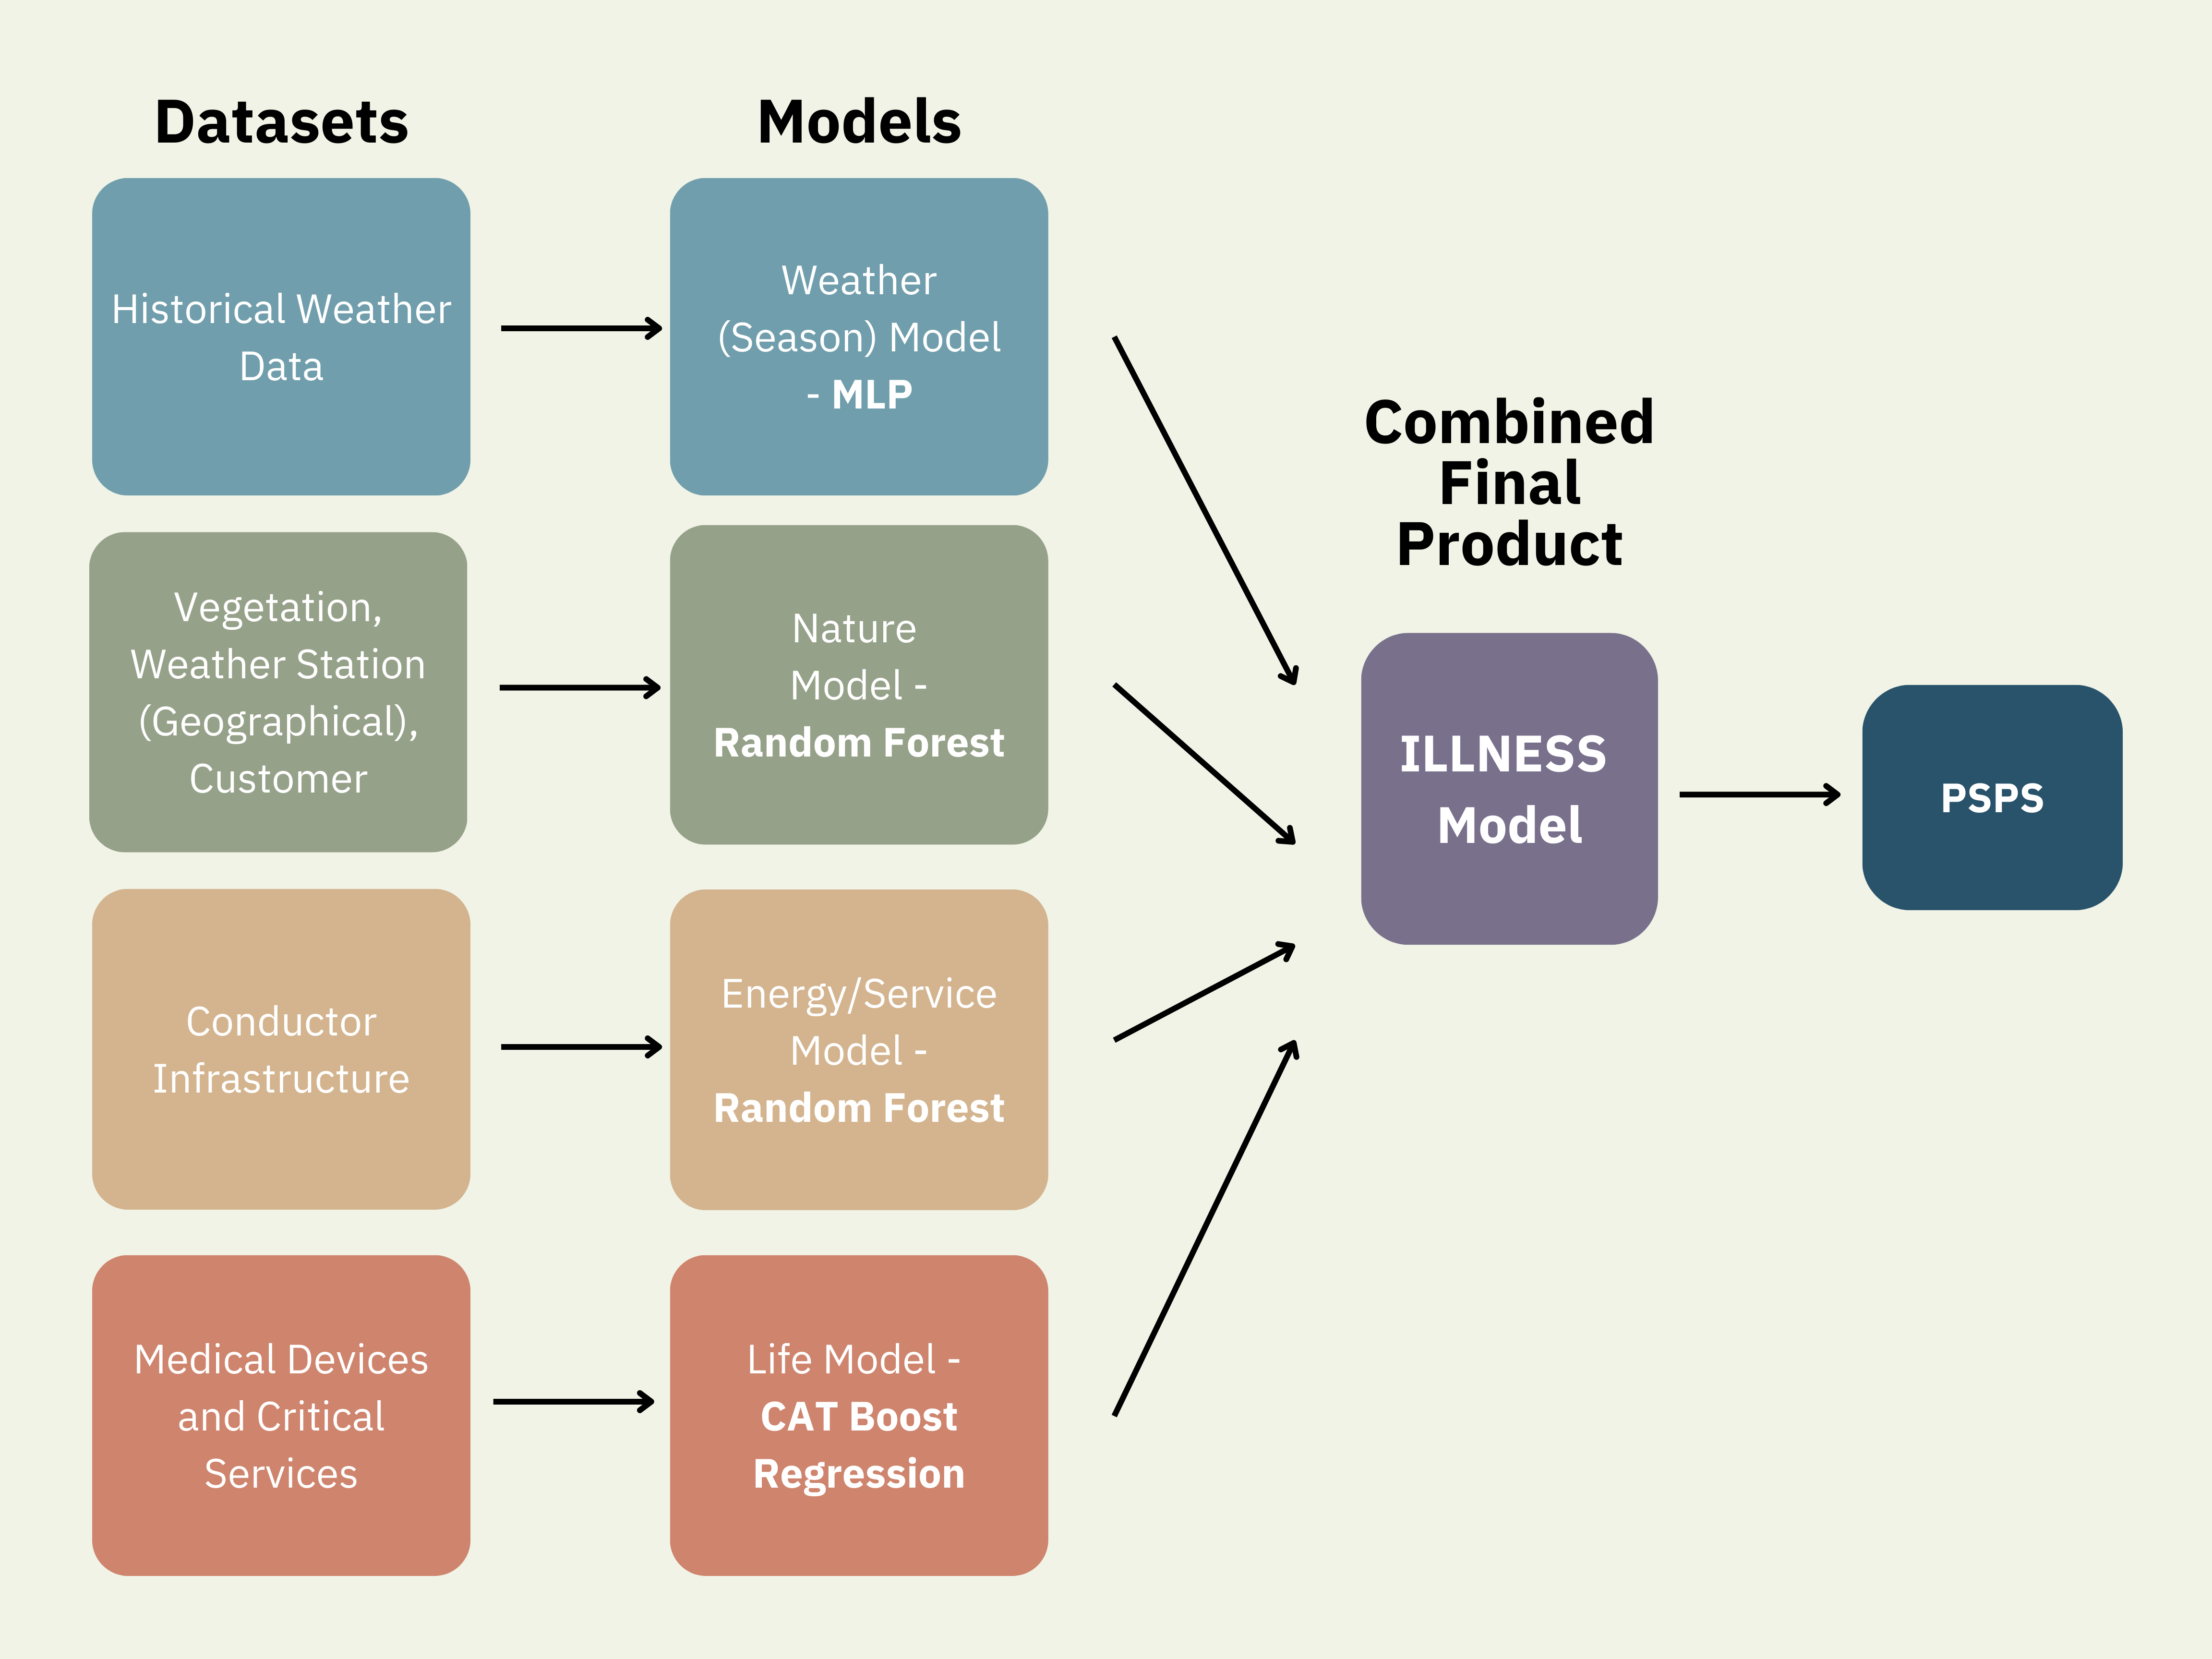 Datasets
Models
Historical Weather
Data
Weather
(Season) Model
- MLP
Vegetation,
Weather Station
(Geographical),
Customer
Nature
Model -
Random Forest
Conductor
Infrastructure
Energy/Service
Model -
Random Forest
Medical Devices
and Critical
Services
Life Model -
CAT Boost
Regression
Combined
Final
Product
ILLNESS
Model
PSPS